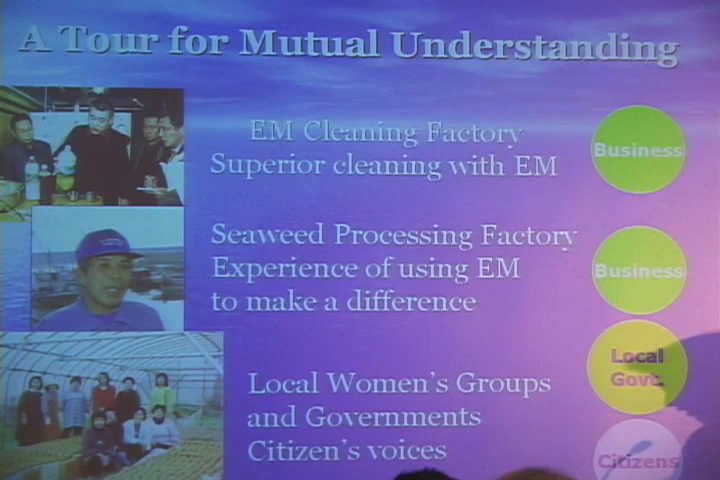 A Tour for Mutual Understanding
EM Cleaning Factory
Superior cleaning with EM
Business
Seaweed Processing Factory
Experience of using EM
to make a difference
Business
Local Women's Groups
and Governments
Citizen's voices
Local
Govt.
Citizens